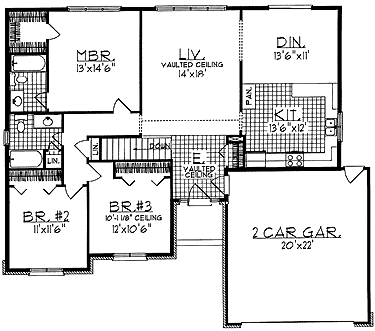 MBR.
13'x14'6"
LIV.
VAULTED CEILING
14'x18'
DIN.
13'6"x11'
PAN.
KIT.
13'6"x12'
LIN.
LIN.
DOWN
E.
VAULTED
CEILING
BR. #2
11'x11'6"
BR.#3
10'-1 1/8" CEILING
12'x10'6"
2 CAR GAR.
20'x22'